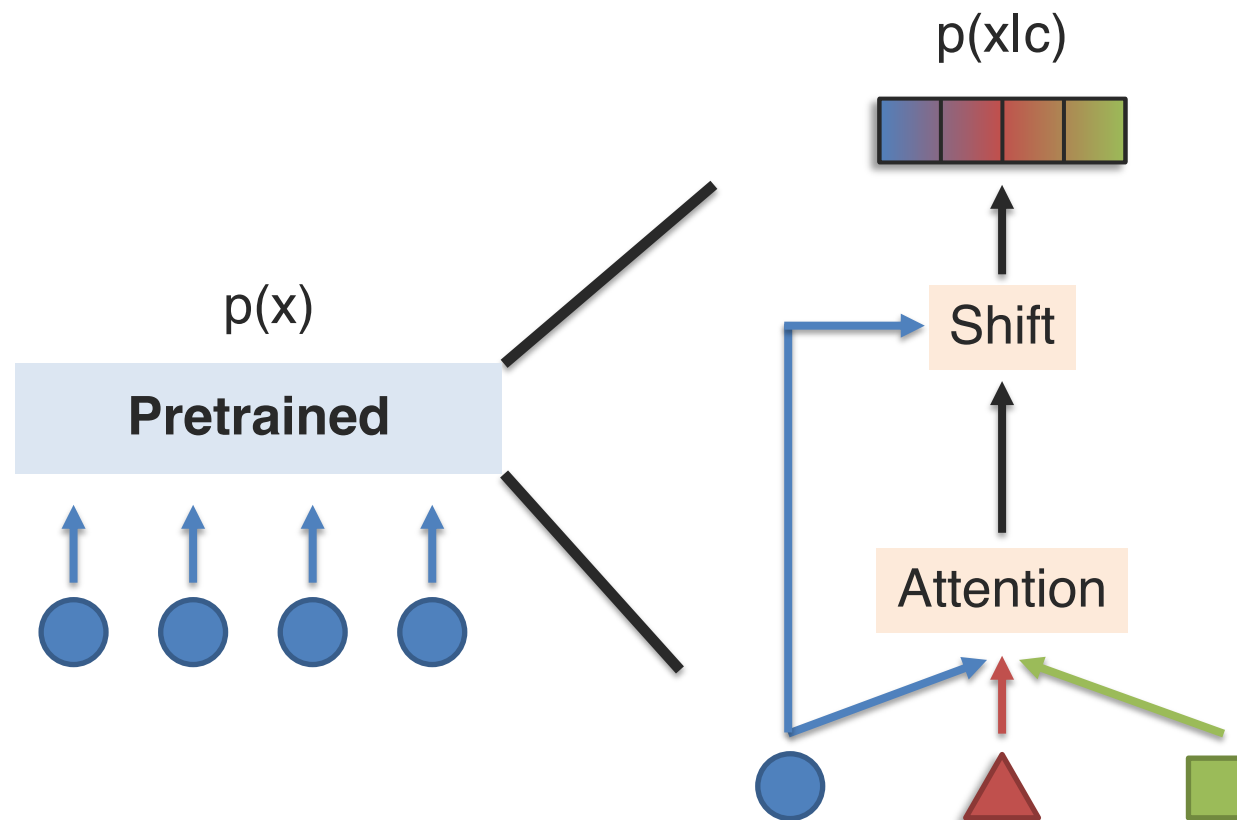 p(x|c)
Shift
p(x)
Pretrained
Attention